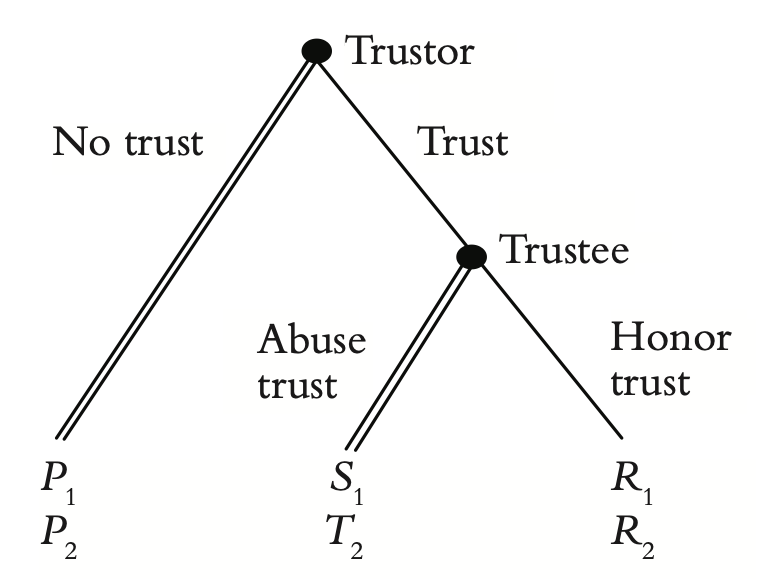 Trustor
No trust
Trust
Trustee
Abuse
trust
Honor
trust
P₁
P₂
S₁
T₂
R₁
R₂